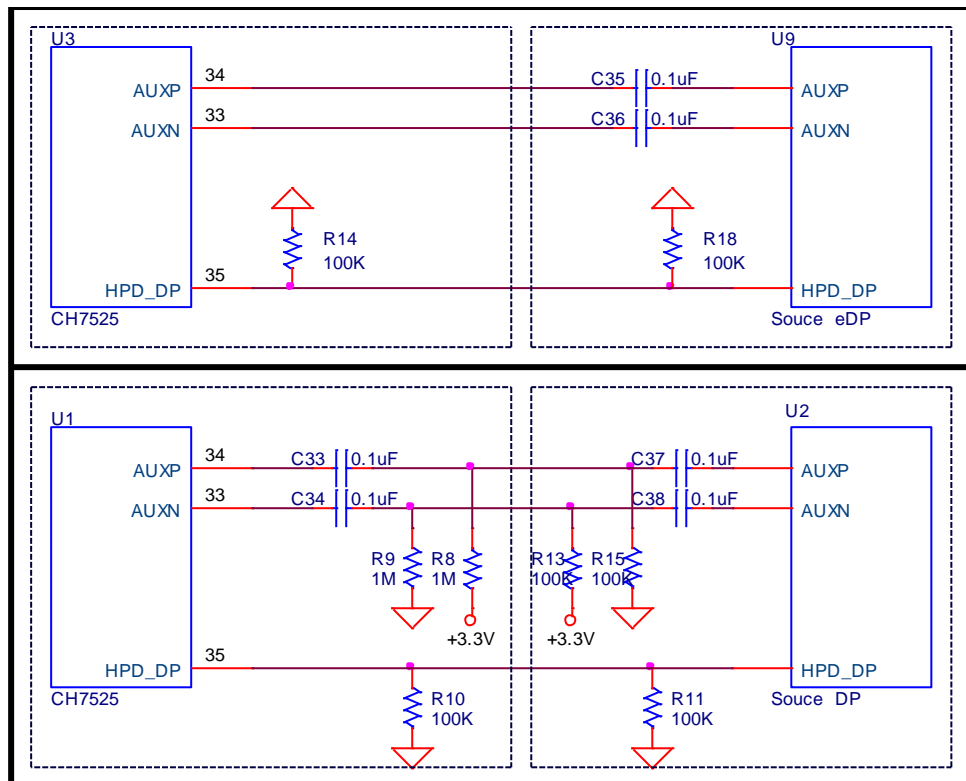 U3 U9
34
AUXP C35 0.1uF AUXP
33
AUXN C36 0.1uF AUXN
R14 R18
100K 100K
35
HPD_DP HPD_DP
CH7525 Souce eDP
U1 U2
34
AUXP C33 0.1uF C37 0.1uF AUXP
33
AUXN C34 0.1uF C38 0.1uF AUXN
R9 R8 R13 R15
1M 1M 100K 100K
+3.3V +3.3V
35
HPD_DP HPD_DP
CH7525 Souce DP
R10 R11
100K 100K